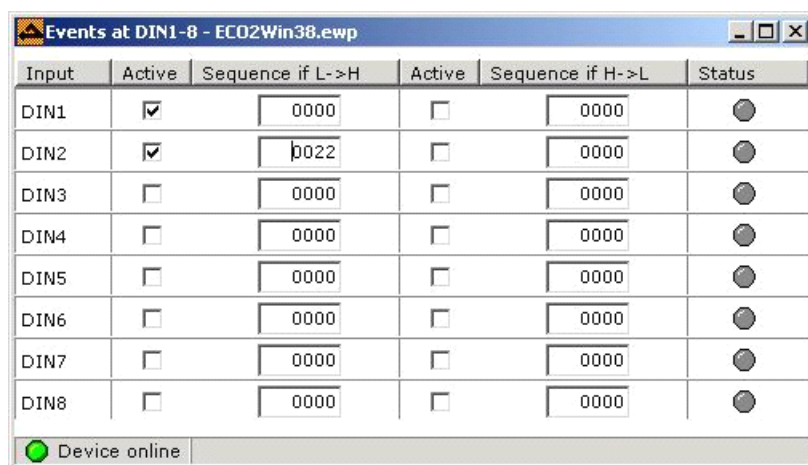 Events at DIN1-8 - ECO2Win38.ewp
Input Active Sequence if L->H Active Sequence if H->L Status
DIN1 0000 0000
DIN2 0022 0000
DIN3 0000 0000
DIN4 0000 0000
DIN5 0000 0000
DIN6 0000 0000
DIN7 0000 0000
DIN8 0000 0000
Device online